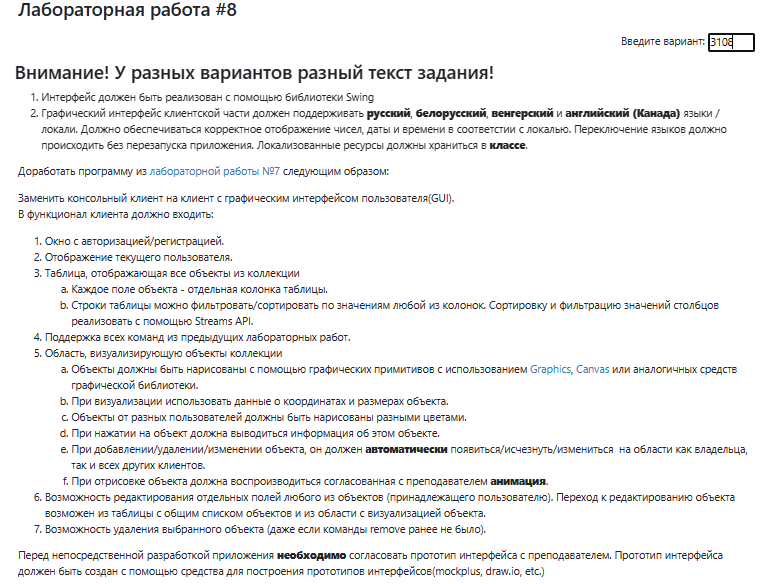 Лабораторная работа #8
Введите вариант: 3108
Внимание! У разных вариантов разный текст задания!
1. Интерфейс должен быть реализован с помощью библиотеки Swing
2. Графический интерфейс клиентской части должен поддерживать русский, белорусский, венгерский и английский (Канада) языки /
локали. Должно обеспечиваться корректное отображение чисел, даты и времени в соответстии с локалью. Переключение языков должно
происходить без перезапуска приложения. Локализованные ресурсы должны храниться в классе.
Доработать программу из лабораторной работы №7 следующим образом:
Заменить консольный клиент на клиент с графическим интерфейсом пользователя(GUI).
В функционал клиента должно входить:
1. Окно с авторизацией/регистрацией.
2. Отображение текущего пользователя.
3. Таблица, отображающая все объекты из коллекции
a. Каждое поле объекта - отдельная колонка таблицы.
b. Строки таблицы можно фильтровать/сортировать по значениям любой из колонок. Сортировку и фильтрацию значений столбцов
реализовать с помощью Streams API.
4. Поддержка всех команд из предыдущих лабораторных работ.
5. Область, визуализирующую объекты коллекции
a. Объекты должны быть нарисованы с помощью графических примитивов с использованием Graphics, Canvas или аналогичных средств
графической библиотеки.
b. При визуализации использовать данные о координатах и размерах объекта.
c. Объекты от разных пользователей должны быть нарисованы разными цветами.
d. При нажатии на объект должна выводиться информация об этом объекте.
e. При добавлении/удалении/изменении объекта, он должен автоматически появиться/исчезнуть/измениться на области как владельца,
так и всех других клиентов.
f. При отрисовке объекта должна воспроизводиться согласованная с преподавателем анимация.
6. Возможность редактирования отдельных полей любого из объектов (принадлежащего пользователю). Переход к редактированию объекта
возможен из таблицы с общим списком объектов и из области с визуализацией объекта.
7. Возможность удаления выбранного объекта (даже если команды remove ранее не было).
Перед непосредственной разработкой приложения необходимо согласовать прототип интерфейса с преподавателем. Прототип интерфейса
должен быть создан с помощью средства для построения прототипов интерфейсов(mockplus, draw.io, etc.)